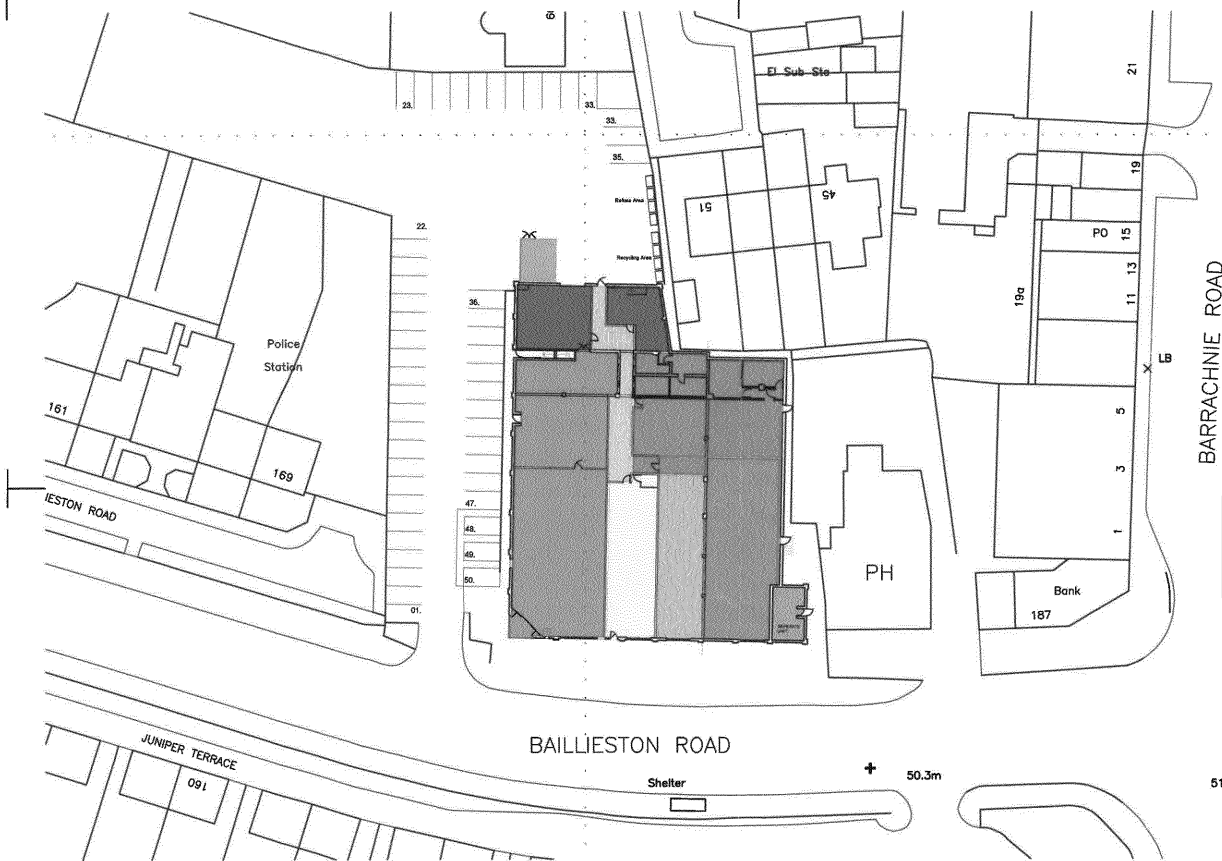 El Sub Sta
21
23.
33.
33.
35.
19
51
45
Refuse Area
PO
15
22.
Recycling Area
13
11
19a
36.
Police
Station
BARRACHNIE ROAD
LB
161
5
169
3
47.
IESTON ROAD
48.
1
49.
PH
50.
Bank
01.
187
BAILLIESTON ROAD
JUNIPER TERRACE
160
Shelter
50.3m
51